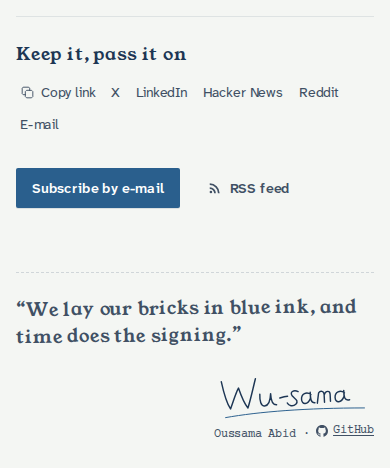 Keep it, pass it on
Copy link X LinkedIn Hacker News Reddit
E-mail
Subscribe by e-mail RSS feed
“We lay our bricks in blue ink, and
time does the signing.”
Wu-sama
Oussama Abid · GitHub